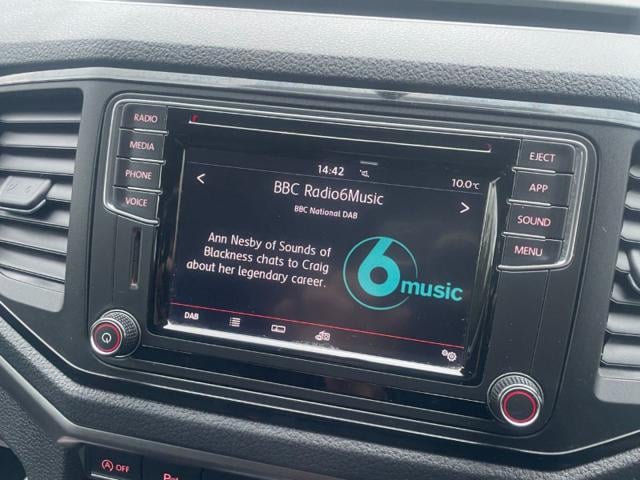 RADIO
MEDIA
PHONE
VOICE
EJECT
APP
SOUND
MENU
14:42
10.0°C
<
BBC Radio6Music
>
BBC National DAB
Ann Nesby of Sounds of
Blackness chats to Craig
about her legendary career.
6music
DAB
A OFF